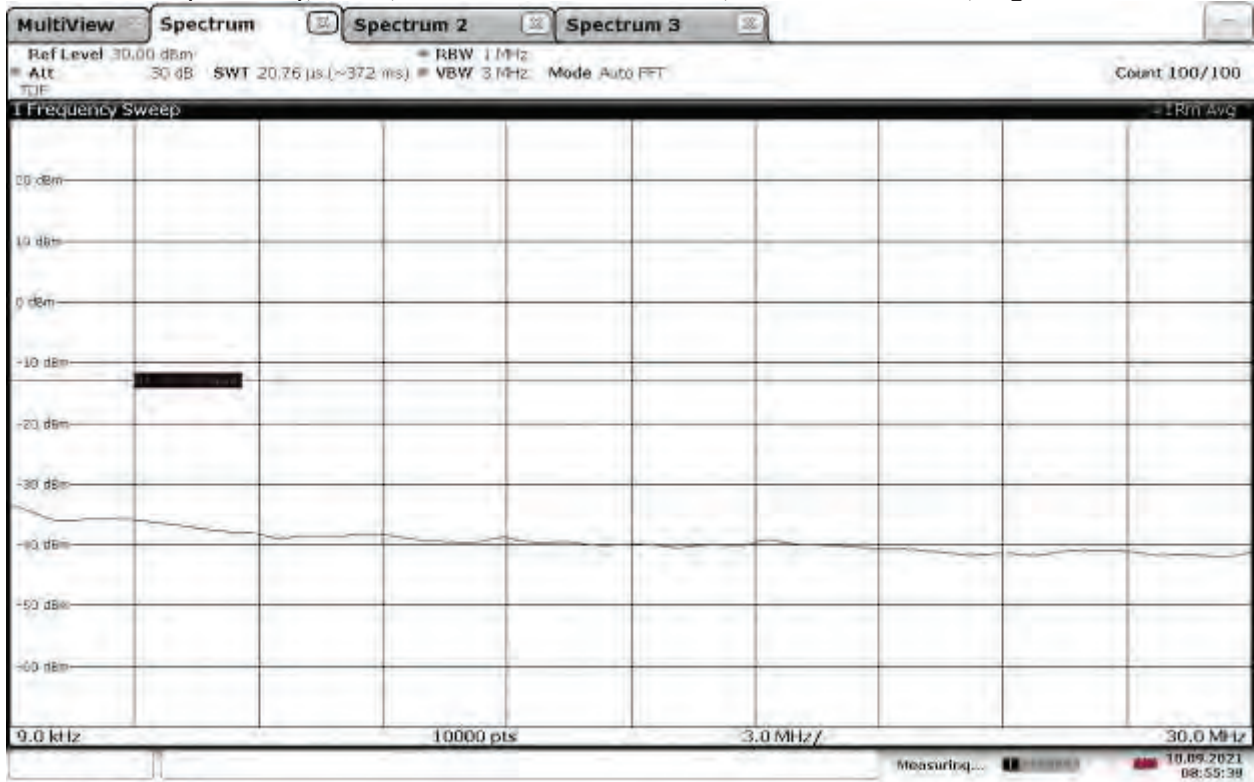 MultiView Spectrum Spectrum 2 Spectrum 3
Ref Level 30.00 dBm RBW 1 MHz
Att 30 dB SWT 20.76 µs (~372 ms) VBW 3 MHz Mode Auto FFT Count 100/100
TDF
1 Frequency Sweep 1Rm Avg
20 dBm
10 dBm
0 dBm
-10 dBm
-20 dBm
-30 dBm
-40 dBm
-50 dBm
-60 dBm
9.0 kHz 10000 pts 3.0 MHz/ 30.0 MHz
Measuring... 10.09.2021
08:55:38